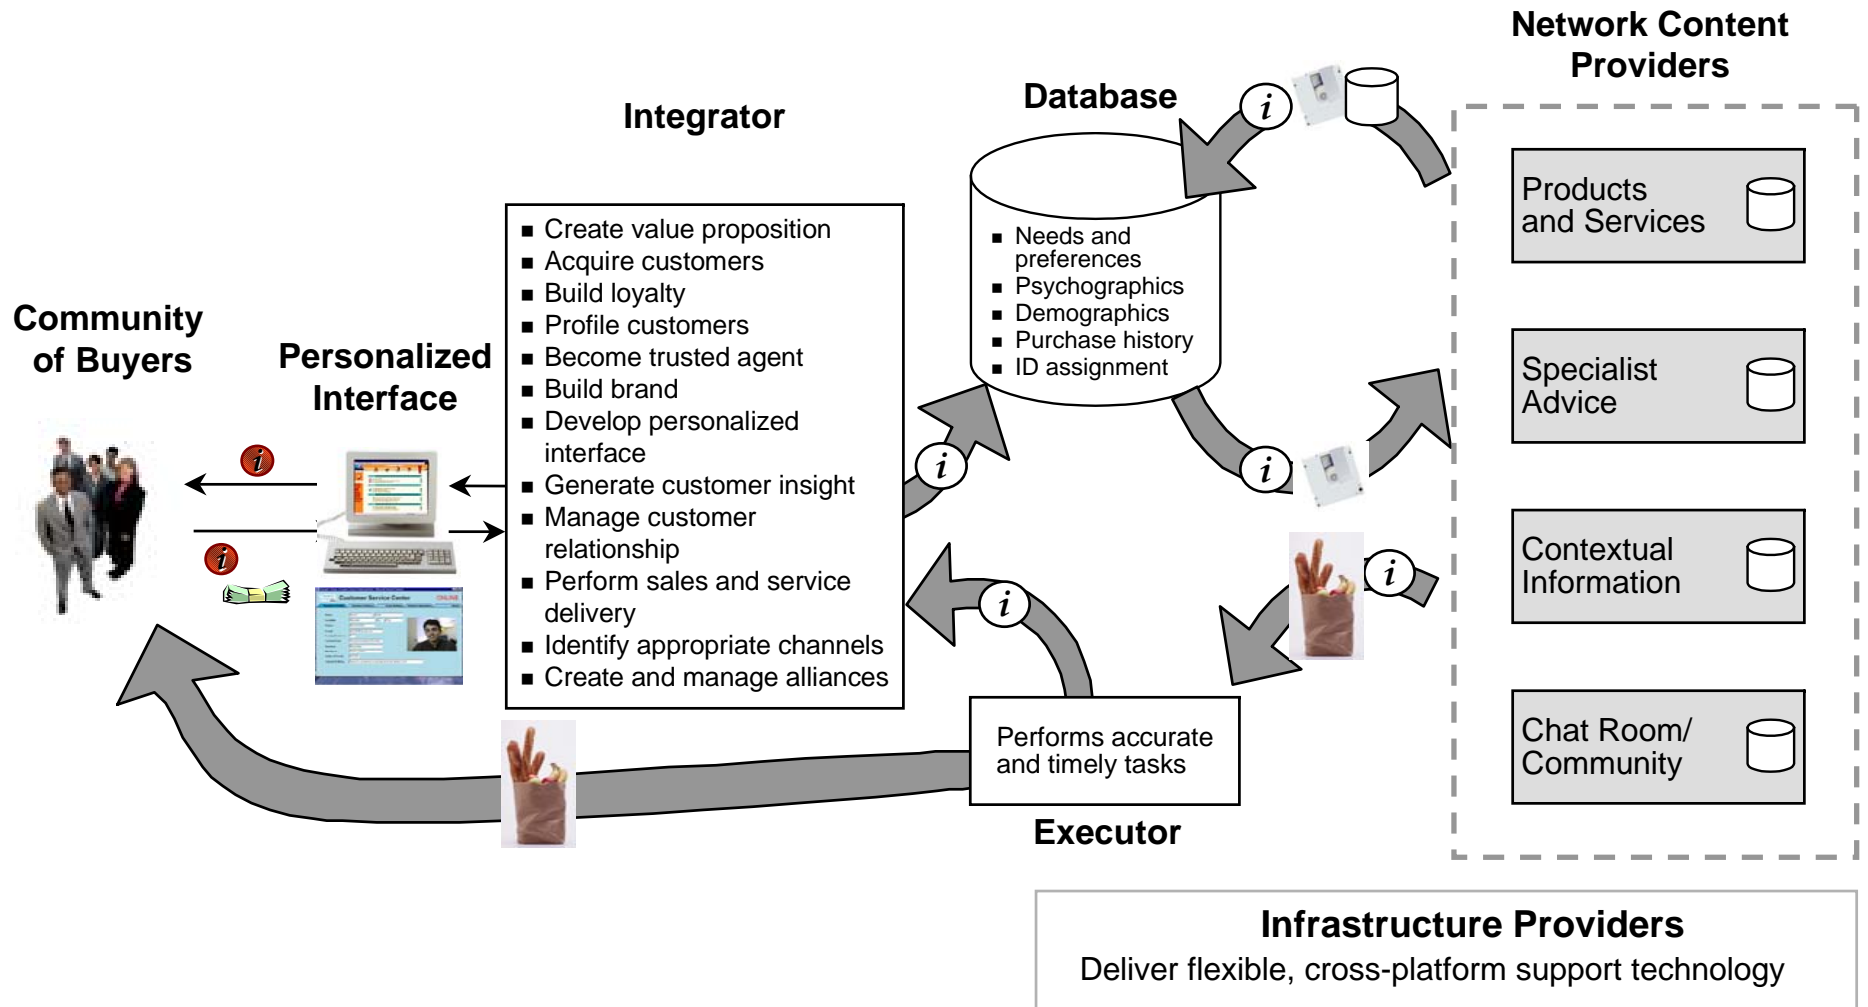 Network Content
Providers
Database
Integrator
Community
of Buyers
Personalized
Interface
■ Create value proposition
■ Acquire customers
■ Build loyalty
■ Profile customers
■ Become trusted agent
■ Build brand
■ Develop personalized
interface
■ Generate customer insight
■ Manage customer
relationship
■ Perform sales and service
delivery
■ Identify appropriate channels
■ Create and manage alliances
■ Needs and
preferences
■ Psychographics
■ Demographics
■ Purchase history
■ ID assignment
i
i
i
i
i
i
i
Customer Service Center
ONLINE
Products
and Services
Specialist
Advice
Contextual
Information
Chat Room/
Community
Performs accurate
and timely tasks
Executor
Infrastructure Providers
Deliver flexible, cross-platform support technology